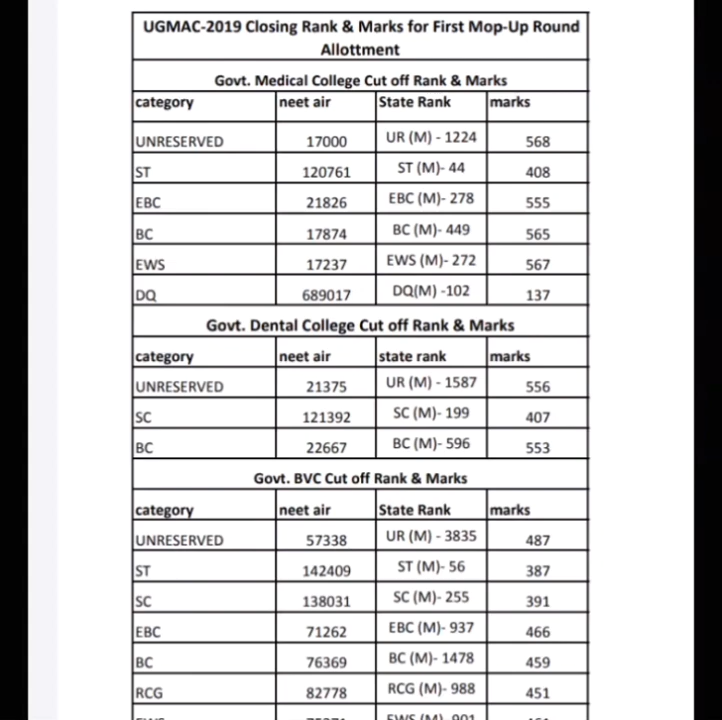 UGMAC-2019 Closing Rank & Marks for First Mop-Up Round
Allottment
Govt. Medical College Cut off Rank & Marks
category neet air State Rank marks
UNRESERVED 17000 UR (M) - 1224 568
ST 120761 ST (M)- 44 408
EBC 21826 EBC (M)- 278 555
BC 17874 BC (M)- 449 565
EWS 17237 EWS (M)- 272 567
DQ 689017 DQ(M) -102 137
Govt. Dental College Cut off Rank & Marks
category neet air state rank marks
UNRESERVED 21375 UR (M) - 1587 556
SC 121392 SC (M)- 199 407
BC 22667 BC (M)- 596 553
Govt. BVC Cut off Rank & Marks
category neet air State Rank marks
UNRESERVED 57338 UR (M) - 3835 487
ST 142409 ST (M)- 56 387
SC 138031 SC (M)- 255 391
EBC 71262 EBC (M)- 937 466
BC 76369 BC (M)- 1478 459
RCG 82778 RCG (M)- 988 451
EWS (M) 901